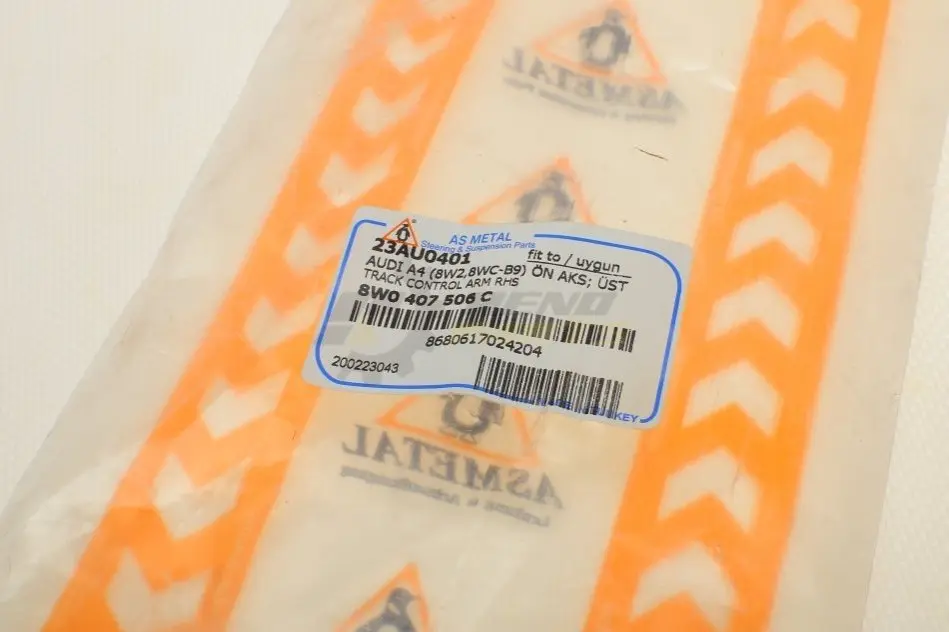 ASMETAL
AS METAL
Steering & Suspension Parts
23AU0401
fit to / uygun
AUDI A4 (8W2,8WC-B9) ÖN AKS; ÜST
TRACK CONTROL ARM RHS
8W0 407 506 C
8680617024204
200223043
ASMETAL